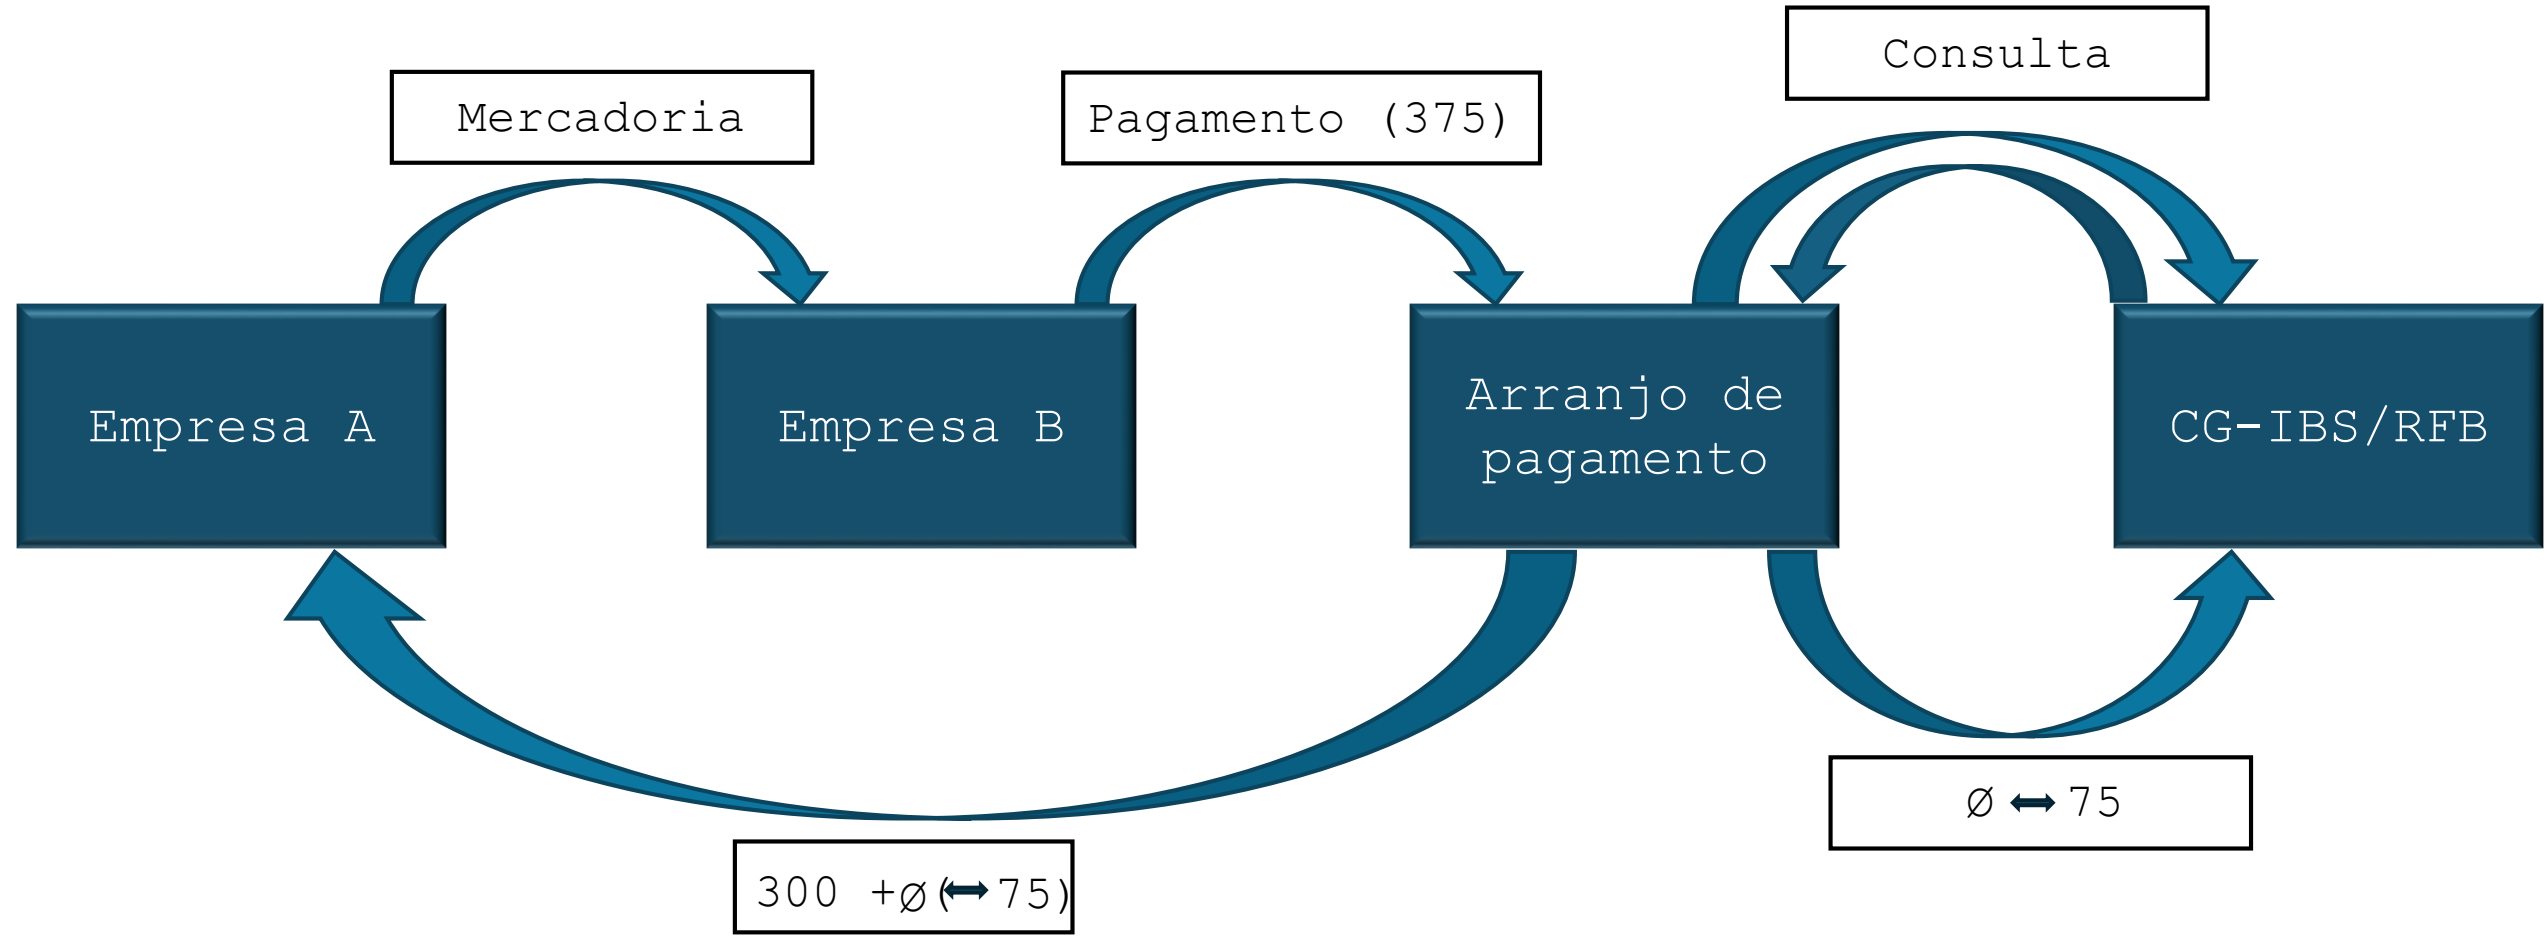 Consulta
Mercadoria
Pagamento (375)
Empresa A
Empresa B
Arranjo de
pagamento
CG-IBS/RFB
Ø ⟷ 75
300 +Ø(⟷ 75)